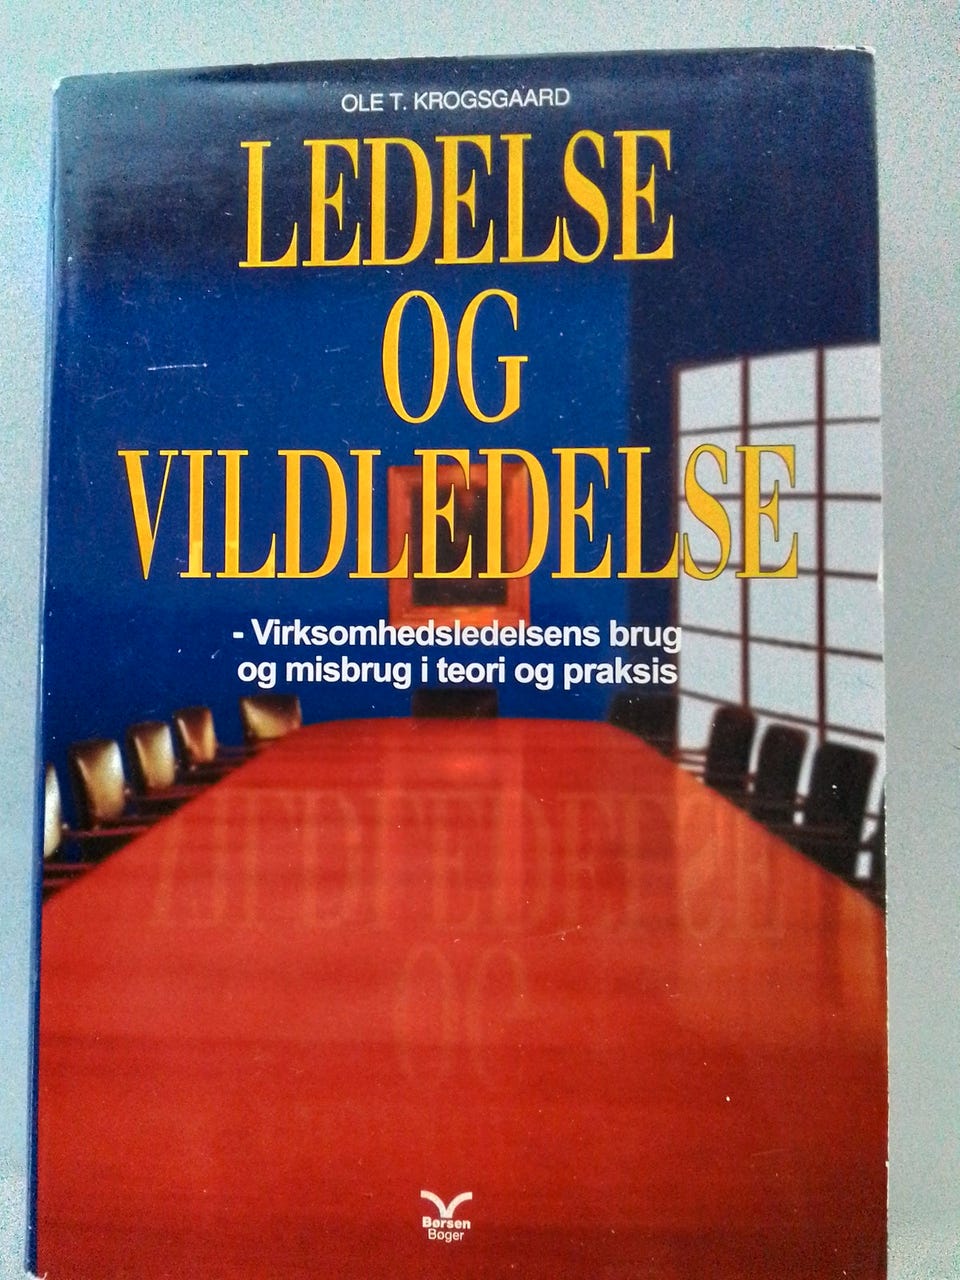 OLE T. KROGSGAARD
LEDELSE
OG
VILDLEDELSE
- Virksomhedsledelsens brug
og misbrug i teori og praksis
Børsen
Bøger